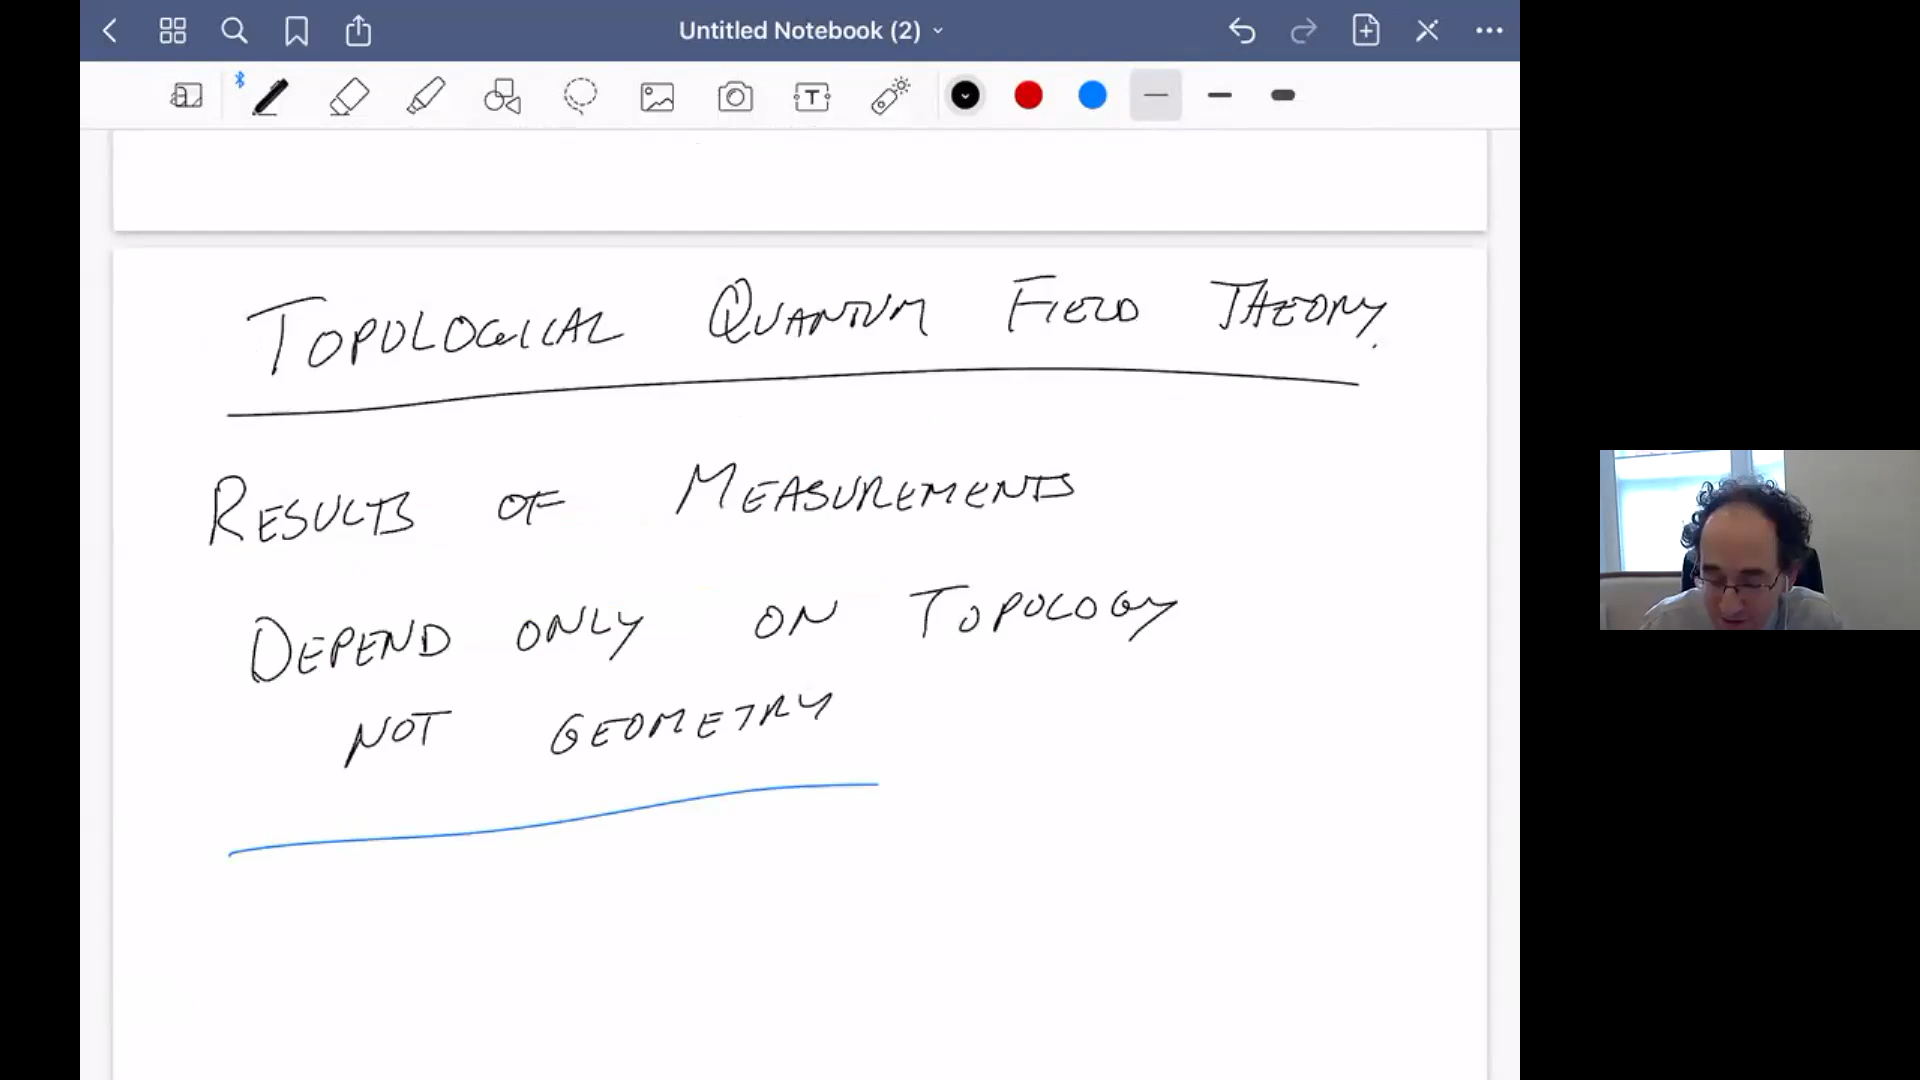 Untitled Notebook (2)
T
TOPOLOGICAL QUANTUM FIELD THEORY.
RESULTS OF MEASUREMENTS
DEPEND ONLY ON TOPOLOGY
NOT GEOMETRY